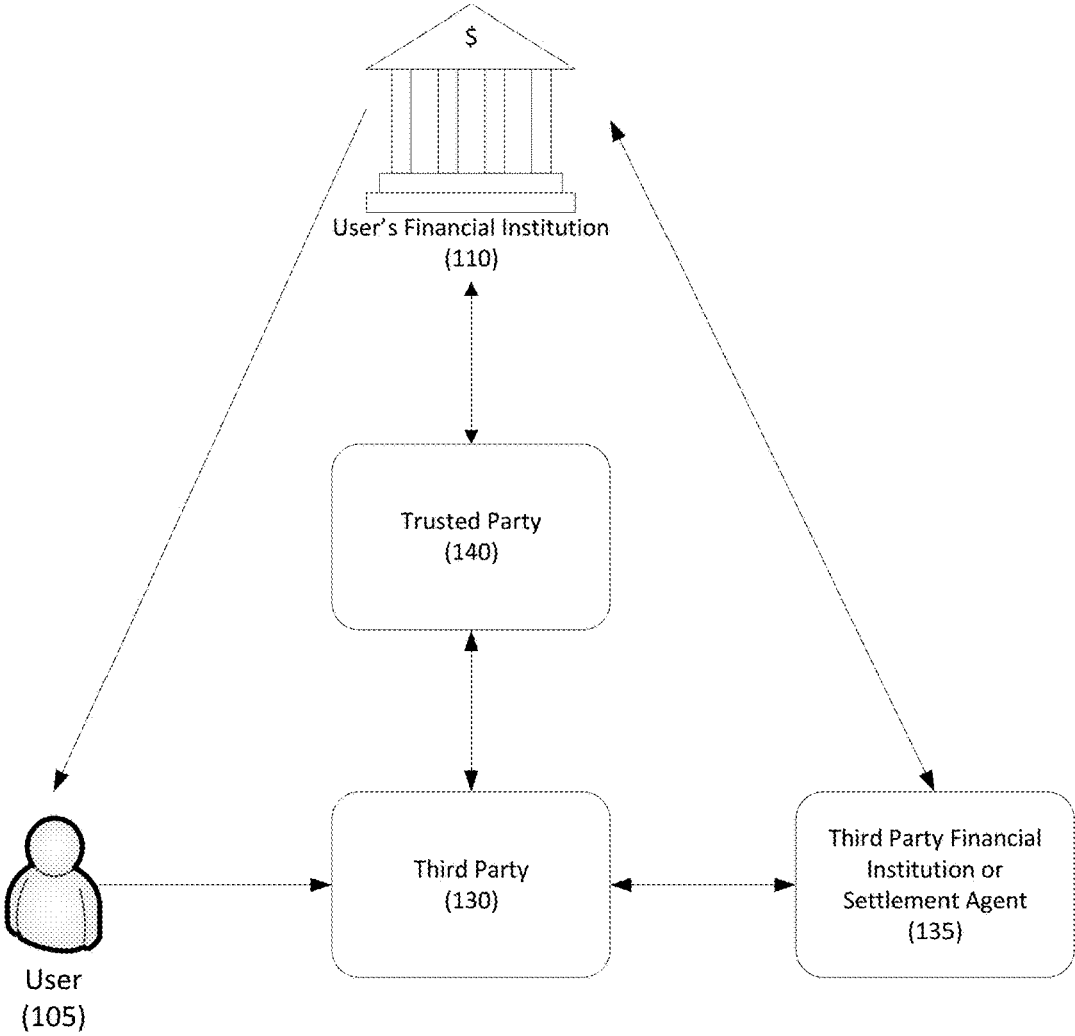 $
User's Financial Institution
(110)
Trusted Party
(140)
Third Party
(130)
Third Party Financial
Institution or
Settlement Agent
(135)
User
(105)